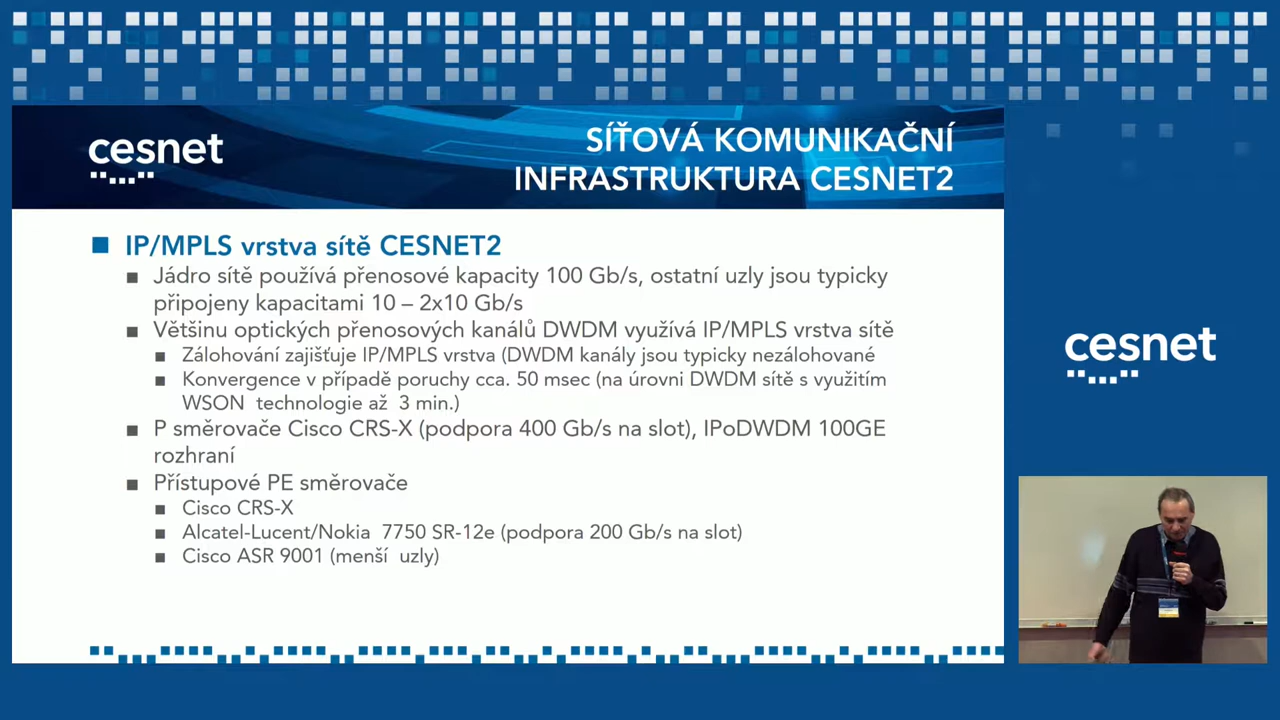 cesnet
SÍŤOVÁ KOMUNIKAČNÍ
INFRASTRUKTURA CESNET2
IP/MPLS vrstva sítě CESNET2
Jádro sítě používá přenosové kapacity 100 Gb/s, ostatní uzly jsou typicky
připojeny kapacitami 10 – 2x10 Gb/s
Většinu optických přenosových kanálů DWDM využívá IP/MPLS vrstva sítě
Zálohování zajišťuje IP/MPLS vrstva (DWDM kanály jsou typicky nezálohované
Konvergence v případě poruchy cca. 50 msec (na úrovni DWDM sítě s využitím
WSON technologie až 3 min.)
P směrovače Cisco CRS-X (podpora 400 Gb/s na slot), IPoDWDM 100GE
rozhraní
Přístupové PE směrovače
Cisco CRS-X
Alcatel-Lucent/Nokia 7750 SR-12e (podpora 200 Gb/s na slot)
Cisco ASR 9001 (menší uzly)
cesnet